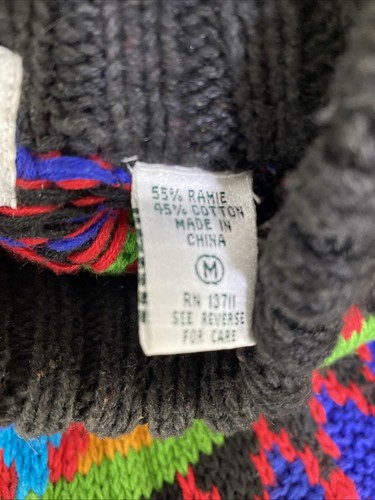 55% RAMIE
45% COTTON
MADE IN
CHINA
M
RN 13711
SEE REVERSE
FOR CARE